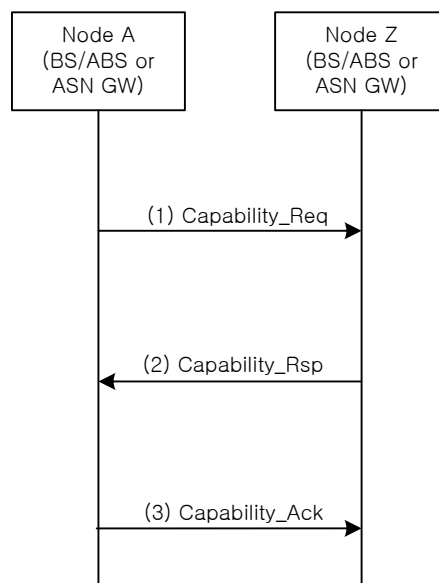 Node A
(BS/ABS or
ASN GW)
Node Z
(BS/ABS or
ASN GW)
(1) Capability_Req
(2) Capability_Rsp
(3) Capability_Ack